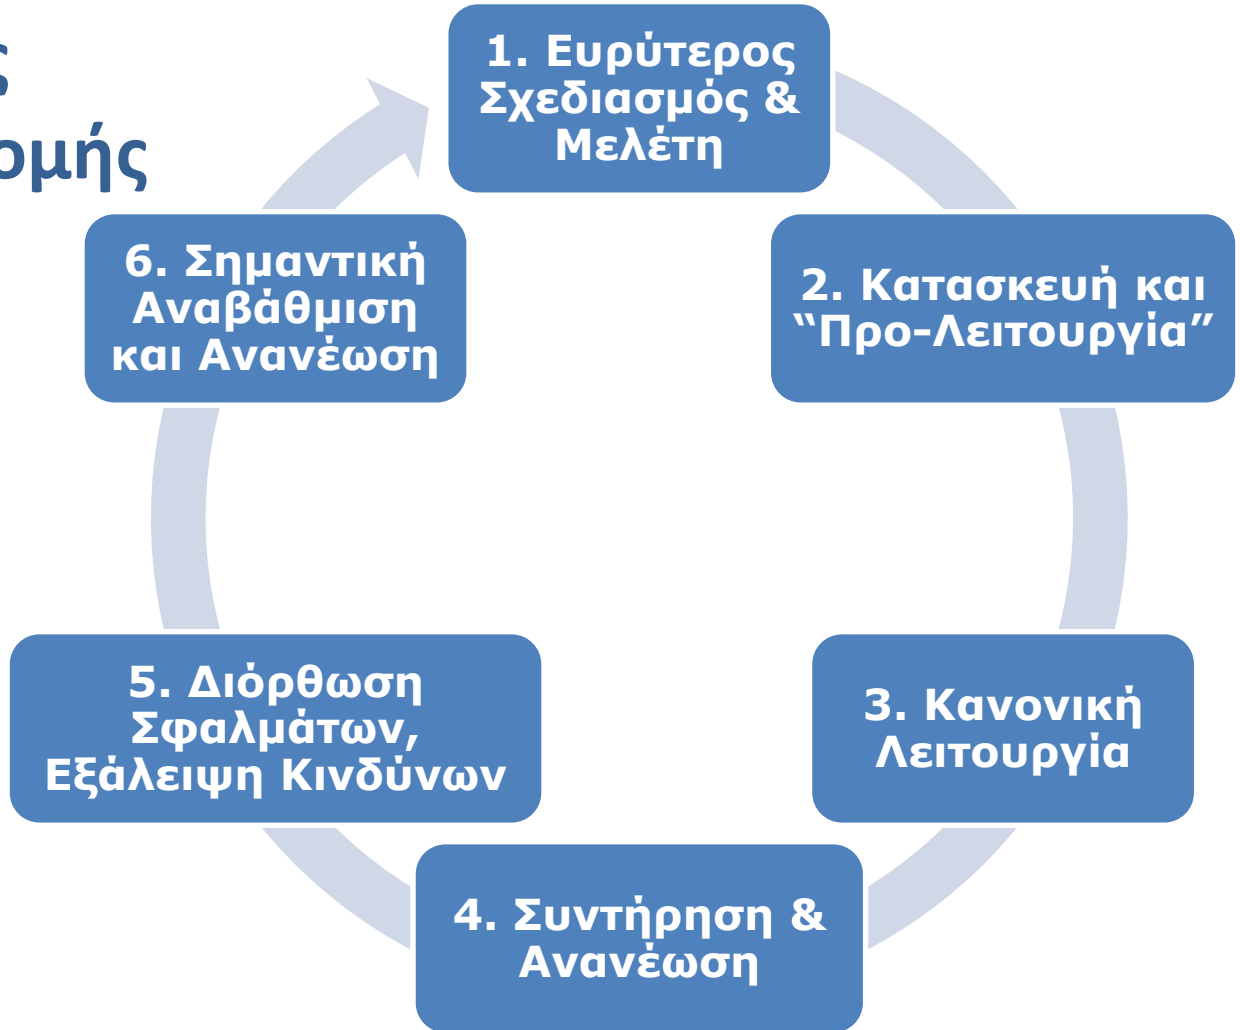 1. Ευρύτερος
Σχεδιασμός &
Μελέτη
2. Κατασκευή και
“Προ-Λειτουργία”
3. Κανονική
Λειτουργία
4. Συντήρηση &
Ανανέωση
5. Διόρθωση
Σφαλμάτων,
Εξάλειψη Κινδύνων
6. Σημαντική
Αναβάθμιση
και Ανανέωση